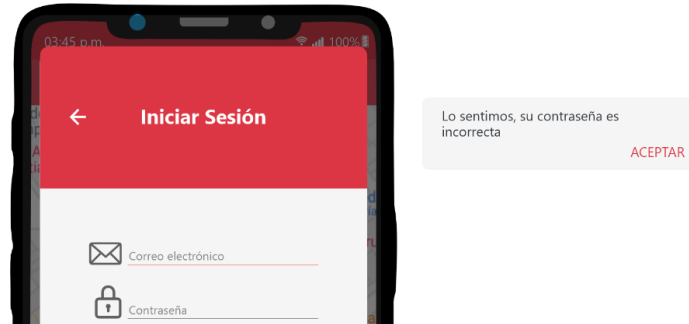 03:45 p.m.
100%
Iniciar Sesión
Correo electrónico
Contraseña
Lo sentimos, su contraseña es
incorrecta
ACEPTAR